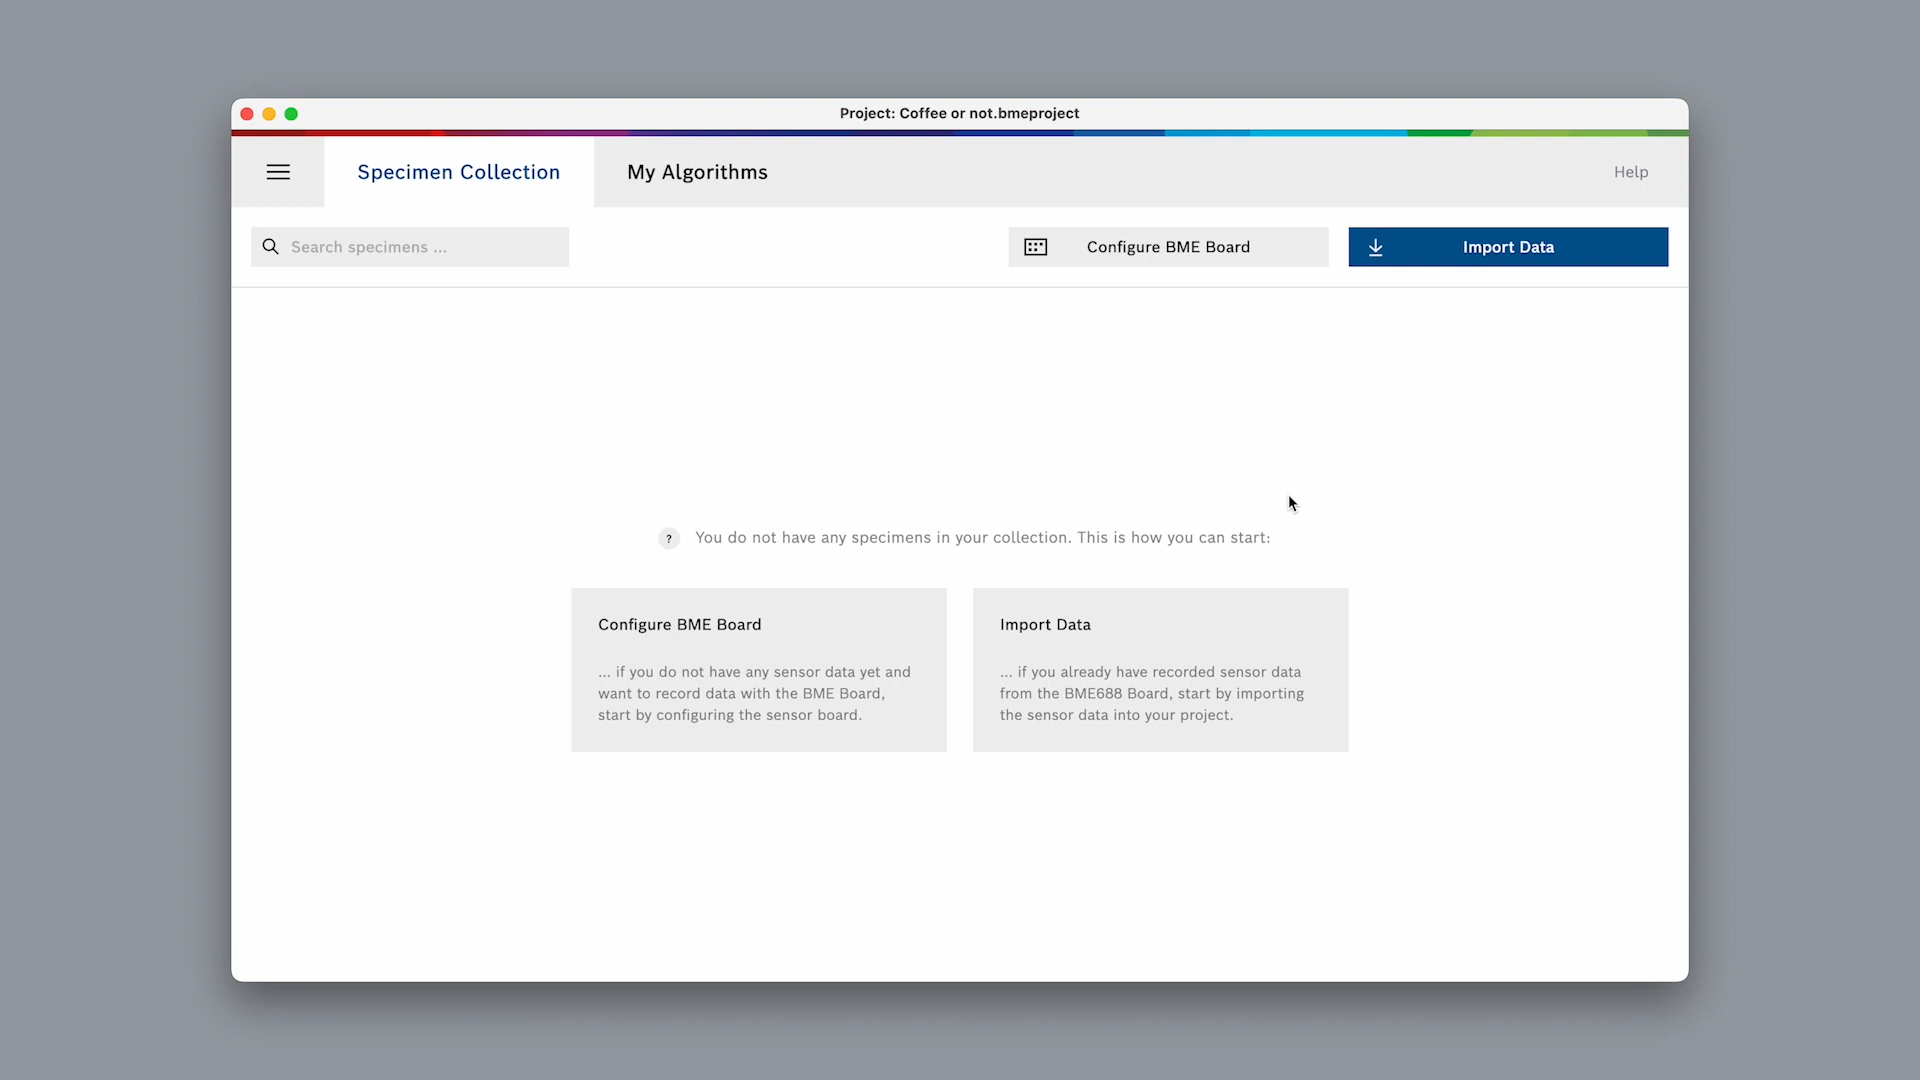 Project: Coffee or not.bmeproject
Specimen Collection
My Algorithms
Help
Search specimens ...
Configure BME Board
Import Data
? You do not have any specimens in your collection. This is how you can start:
Configure BME Board
... if you do not have any sensor data yet and
want to record data with the BME Board,
start by configuring the sensor board.
Import Data
... if you already have recorded sensor data
from the BME688 Board, start by importing
the sensor data into your project.